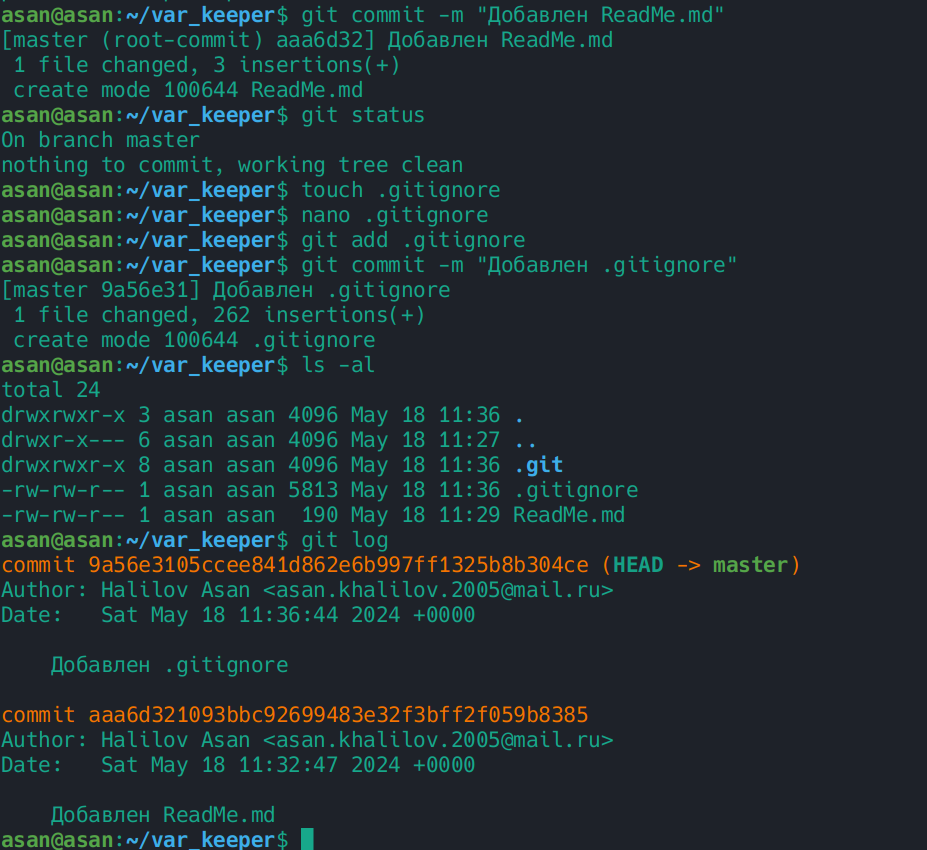 asan@asan:~/var_keeper$ git commit -m "Добавлен ReadMe.md"
[master (root-commit) aaa6d32] Добавлен ReadMe.md
 1 file changed, 3 insertions(+)
 create mode 100644 ReadMe.md
asan@asan:~/var_keeper$ git status
On branch master
nothing to commit, working tree clean
asan@asan:~/var_keeper$ touch .gitignore
asan@asan:~/var_keeper$ nano .gitignore
asan@asan:~/var_keeper$ git add .gitignore
asan@asan:~/var_keeper$ git commit -m "Добавлен .gitignore"
[master 9a56e31] Добавлен .gitignore
 1 file changed, 262 insertions(+)
 create mode 100644 .gitignore
asan@asan:~/var_keeper$ ls -al
total 24
drwxrwxr-x 3 asan asan 4096 May 18 11:36 .
drwxr-x--- 6 asan asan 4096 May 18 11:27 ..
drwxrwxr-x 8 asan asan 4096 May 18 11:36 .git
-rw-rw-r-- 1 asan asan 5813 May 18 11:36 .gitignore
-rw-rw-r-- 1 asan asan  190 May 18 11:29 ReadMe.md
asan@asan:~/var_keeper$ git log
commit 9a56e3105ccee841d862e6b997ff1325b8b304ce (HEAD -> master)
Author: Halilov Asan <asan.khalilov.2005@mail.ru>
Date:   Sat May 18 11:36:44 2024 +0000

    Добавлен .gitignore

commit aaa6d321093bbc92699483e32f3bff2f059b8385
Author: Halilov Asan <asan.khalilov.2005@mail.ru>
Date:   Sat May 18 11:32:47 2024 +0000

    Добавлен ReadMe.md
asan@asan:~/var_keeper$